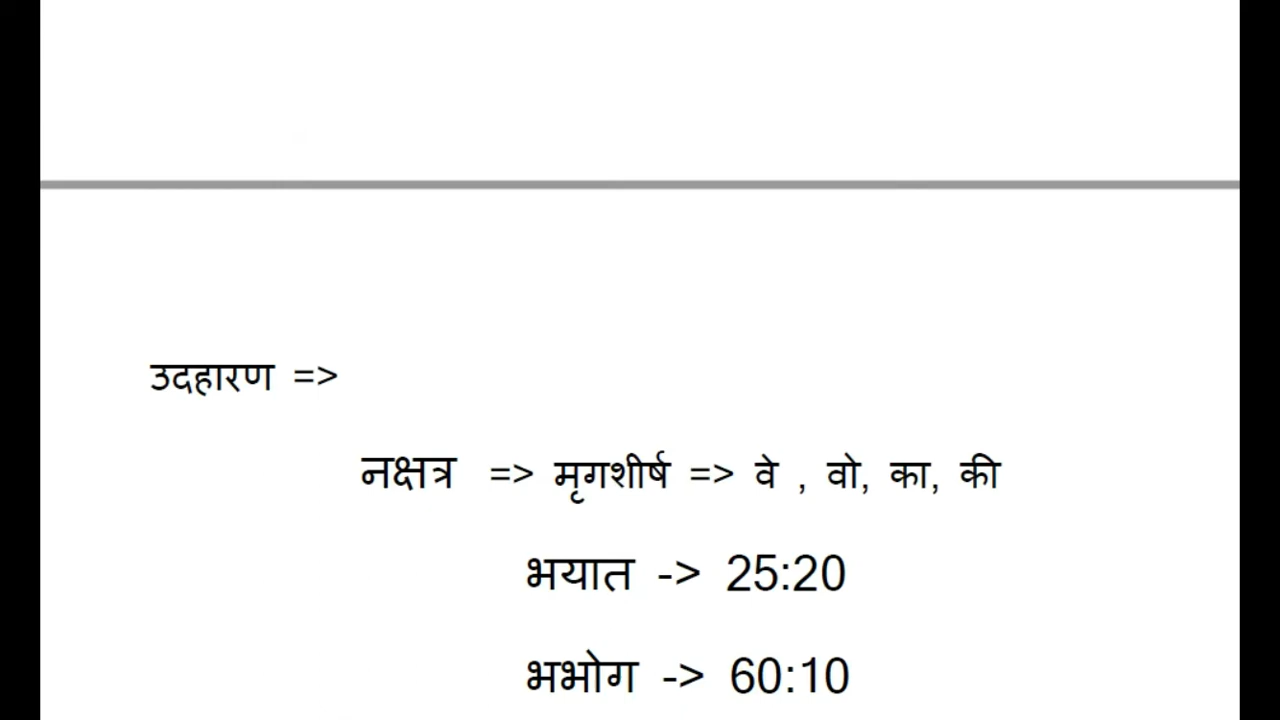 उदहारण =>
नक्षत्र => मृगशीर्ष => वे , वो, का, की
भयात -> 25:20
भभोग -> 60:10